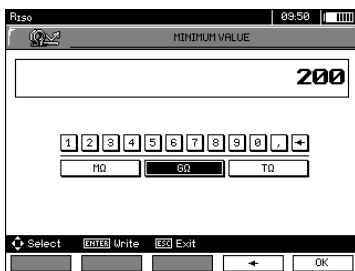 RISO 09:50
MINIMUM VALUE
200
1 2 3 4 5 6 7 8 9 0 , ←
MΩ GΩ TΩ
Select ENTER Write ESC Exit
← OK